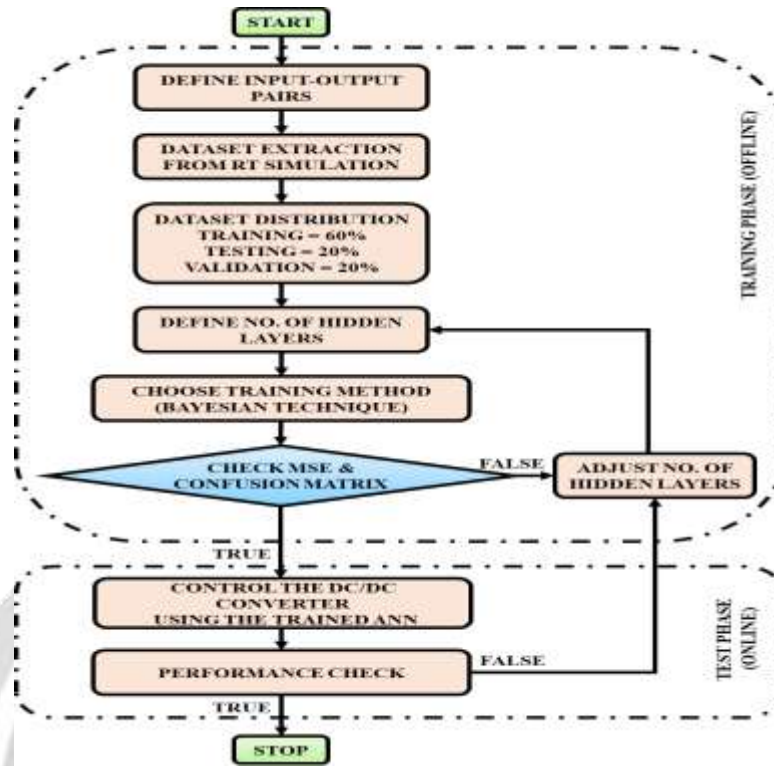 START
DEFINE INPUT-OUTPUT
PAIRS
DATASET EXTRACTION
FROM RT SIMULATION
DATASET DISTRIBUTION
TRAINING = 60%
TESTING = 20%
VALIDATION = 20%
DEFINE NO. OF HIDDEN
LAYERS
CHOOSE TRAINING METHOD
(BAYESIAN TECHNIQUE)
CHECK MSE &
CONFUSION MATRIX
FALSE
ADJUST NO. OF
HIDDEN LAYERS
TRUE
TRAINING PHASE (OFFLINE)
CONTROL THE DC/DC
CONVERTER
USING THE TRAINED ANN
PERFORMANCE CHECK
FALSE
TRUE
TEST PHASE
(ONLINE)
STOP